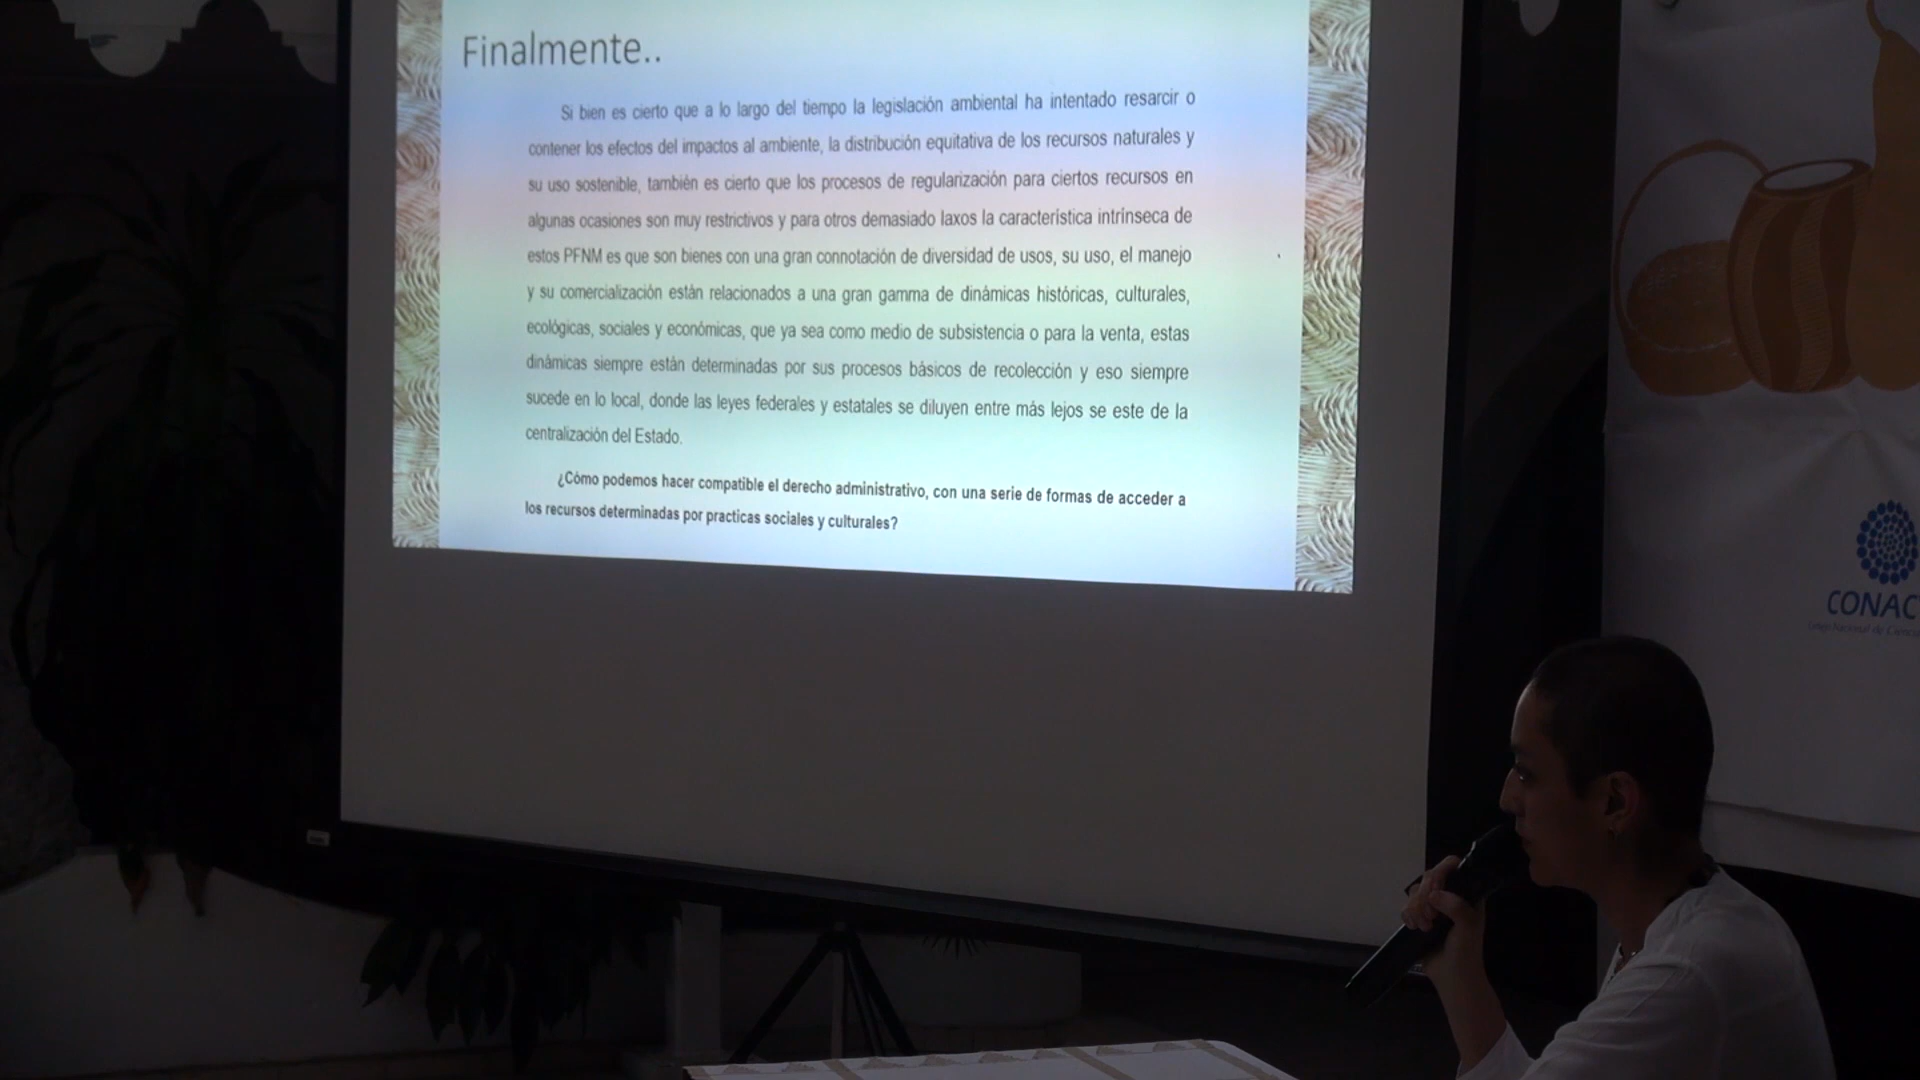 Finalmente..
Si bien es cierto que a lo largo del tiempo la legislación ambiental ha intentado resarcir o
contener los efectos del impactos al ambiente, la distribución equitativa de los recursos naturales y
su uso sostenible, también es cierto que los procesos de regularización para ciertos recursos en
algunas ocasiones son muy restrictivos y para otros demasiado laxos la característica intrínseca de
estos PFNM es que son bienes con una gran connotación de diversidad de usos, su uso, el manejo
y su comercialización están relacionados a una gran gamma de dinámicas históricas, culturales,
ecológicas, sociales y económicas, que ya sea como medio de subsistencia o para la venta, estas
dinámicas siempre están determinadas por sus procesos básicos de recolección y eso siempre
sucede en lo local, donde las leyes federales y estatales se diluyen entre más lejos se este de la
centralización del Estado.
¿Cómo podemos hacer compatible el derecho administrativo, con una serie de formas de acceder a
los recursos determinadas por practicas sociales y culturales?
CONAC
Nacional de Cienci